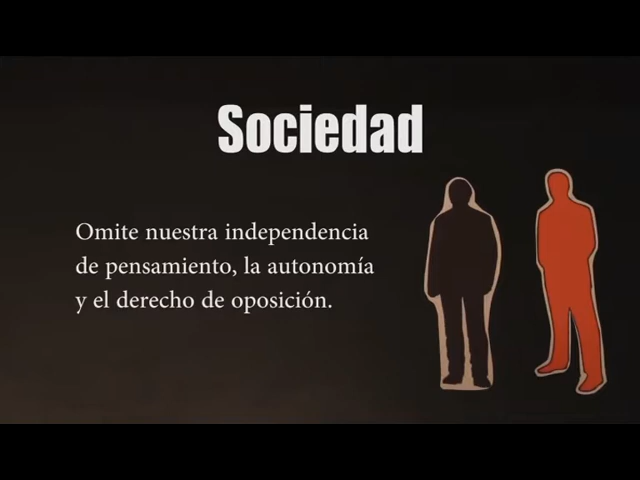 Sociedad
Omite nuestra independencia
de pensamiento, la autonomía
y el derecho de oposición.